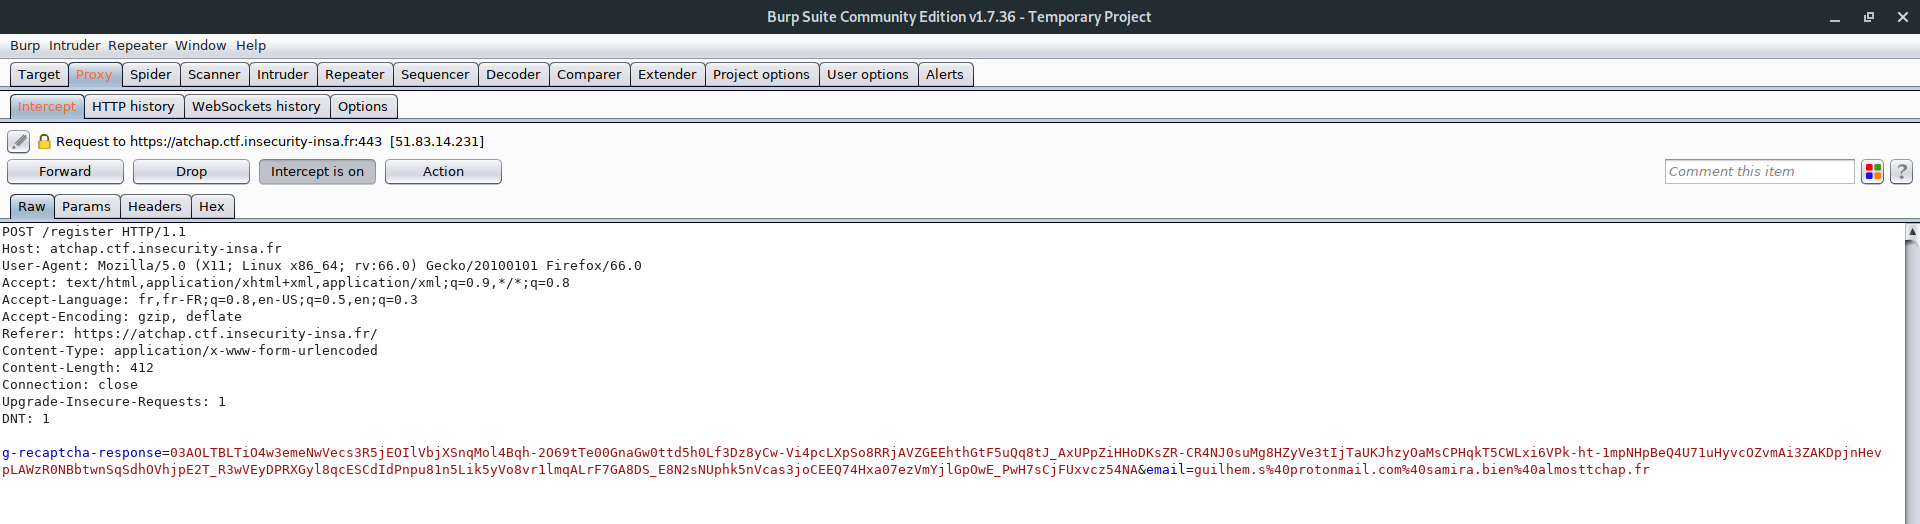 Burp Suite Community Edition v1.7.36 - Temporary Project
Burp Intruder Repeater Window Help
Target Proxy Spider Scanner Intruder Repeater Sequencer Decoder Comparer Extender Project options User options Alerts
Intercept HTTP history WebSockets history Options
Request to https://atchap.ctf.insecurity-insa.fr:443 [51.83.14.231]
Forward Drop Intercept is on Action Comment this item ?
Raw Params Headers Hex
POST /register HTTP/1.1
Host: atchap.ctf.insecurity-insa.fr
User-Agent: Mozilla/5.0 (X11; Linux x86_64; rv:66.0) Gecko/20100101 Firefox/66.0
Accept: text/html,application/xhtml+xml,application/xml;q=0.9,*/*;q=0.8
Accept-Language: fr,fr-FR;q=0.8,en-US;q=0.5,en;q=0.3
Accept-Encoding: gzip, deflate
Referer: https://atchap.ctf.insecurity-insa.fr/
Content-Type: application/x-www-form-urlencoded
Content-Length: 412
Connection: close
Upgrade-Insecure-Requests: 1
DNT: 1
g-recaptcha-response=03AOLTBLTiO4w3emeNwVecs3R5jEOIlVbjXSnqMol4Bqh-2O69tTe00GnaGw0ttd5h0Lf3Dz8yCw-Vi4pcLXpSo8RRjAVZGEEhthGtF5uQq8tJ_AxUPpZiHHoDKsZR-CR4NJ0suMg8HZyVe3tIjTaUKJhzyOaMsCPHqkT5CWLxi6VPk-ht-1mpNHpBeQ4U71uHyvcOZvmAi3ZAKDpjnHev
pLAWzR0NBbtwnSqSdhOVhjpE2T_R3wVEyDPRXGyl8qcESCdIdPnpu81n5Lik5yVo8vr1lmqALrF7GA8DS_E8N2sNUphk5nVcas3joCEEQ74Hxa07ezVmYjlGpOwE_PwH7sCjFUxvcz54NA&email=guilhem.s%40protonmail.com%40samira.bien%40almosttchap.fr